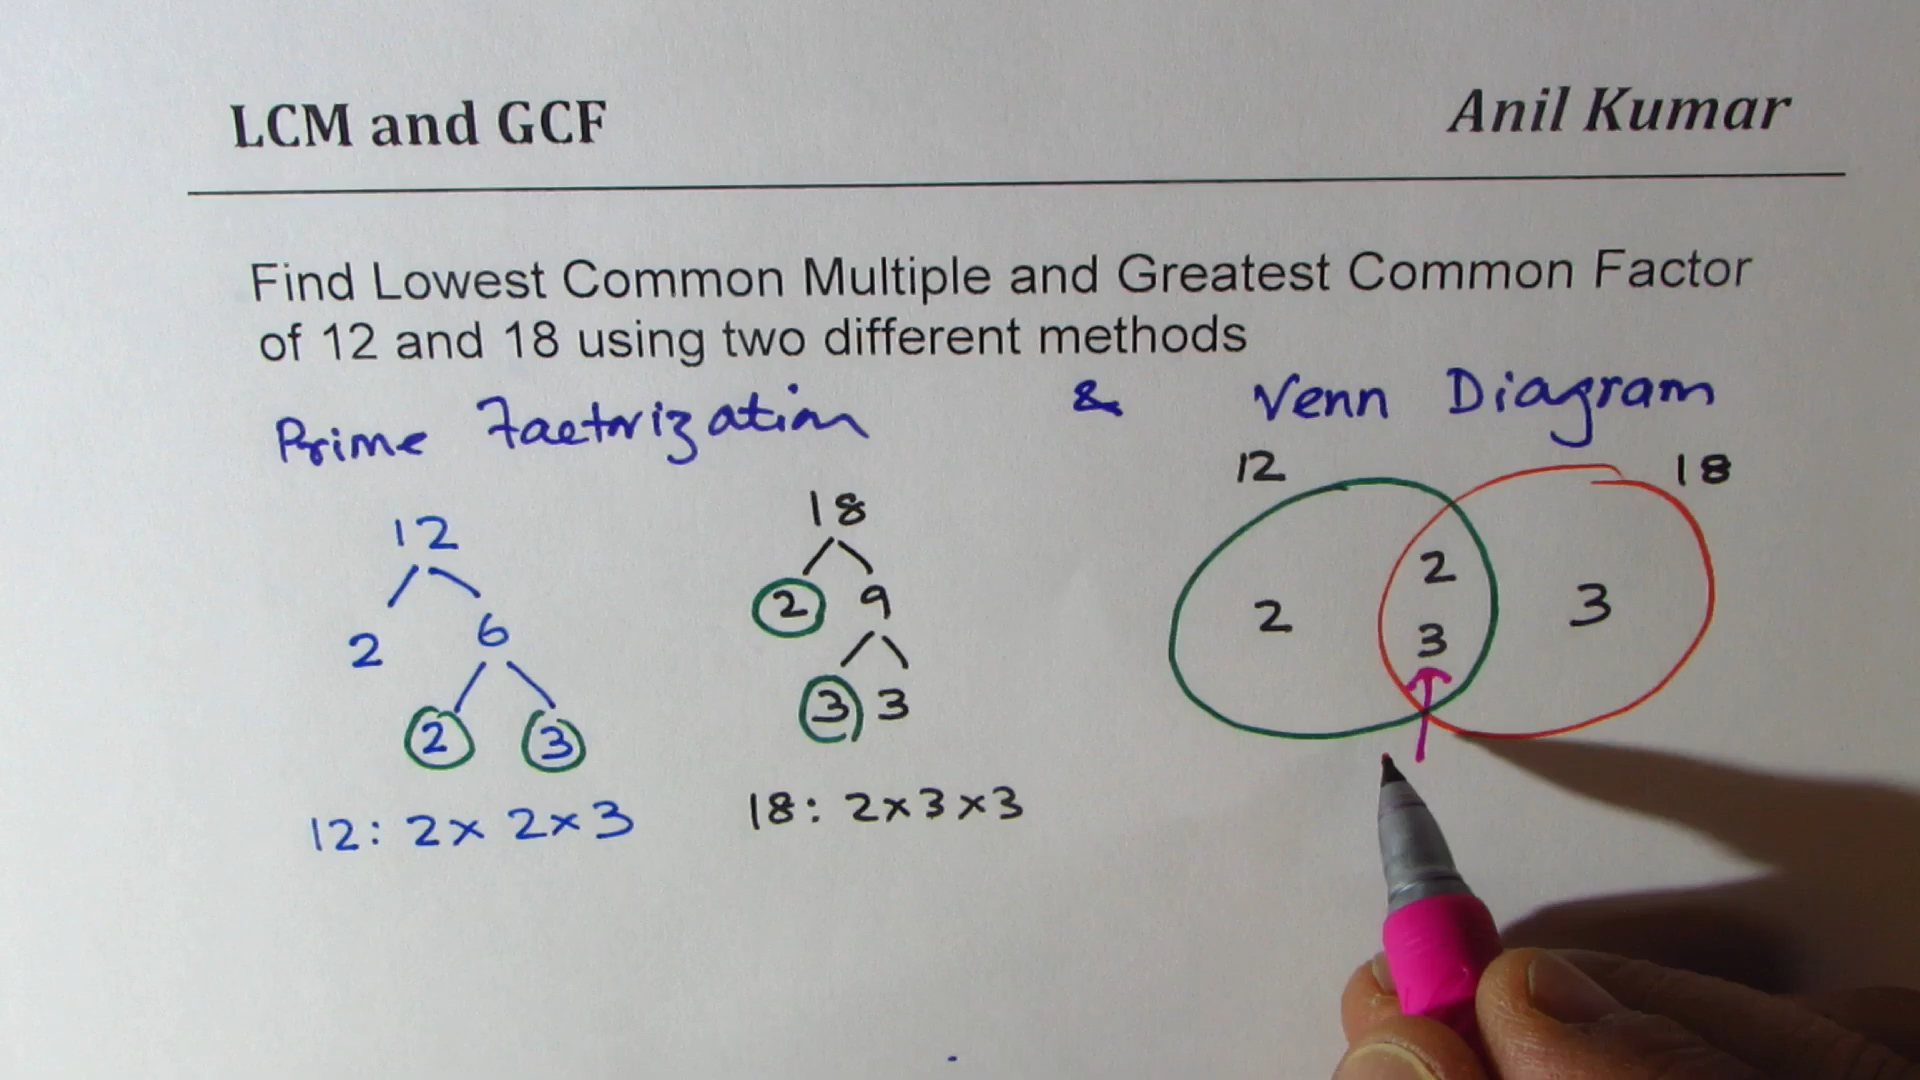 LCM and GCF
Anil Kumar
Find Lowest Common Multiple and Greatest Common Factor
of 12 and 18 using two different methods
Prime Factorization & Venn Diagram
12
2 6
2 3
12: 2 x 2 x 3
18
2 9
3 3
18: 2 x 3 x 3
12 18
2
2 3
3